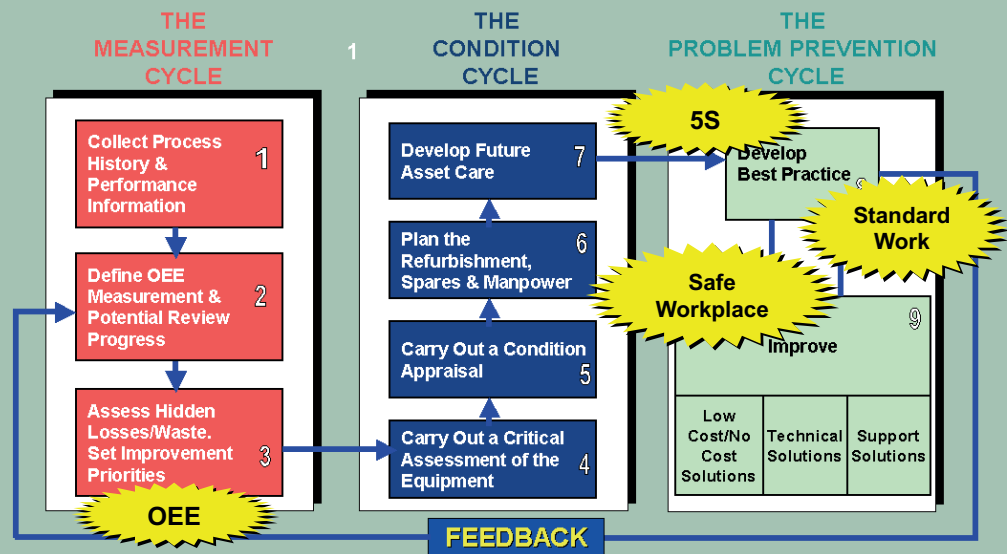 THE
MEASUREMENT
CYCLE
1
THE
CONDITION
CYCLE
THE
PROBLEM PREVENTION
CYCLE
Collect Process
History &
Performance
Information
1
Define OEE
Measurement &
Potential Review
Progress
2
Assess Hidden
Losses/Waste.
Set Improvement
Priorities
3
OEE
Develop Future
Asset Care
7
Plan the
Refurbishment,
Spares & Manpower
6
Carry Out a Condition
Appraisal
5
Carry Out a Critical
Assessment of the
Equipment
4
5S
Develop
Best Practice
Standard
Work
Safe
Workplace
9
Improve
Low
Cost/No
Cost
Solutions
Technical
Solutions
Support
Solutions
FEEDBACK